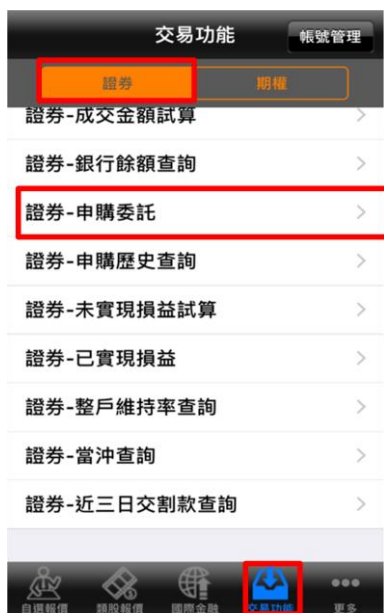 交易功能 帳號管理
證券 期權
證券-成交金額試算
證券-銀行餘額查詢
證券-申購委託
證券-申購歷史查詢
證券-未實現損益試算
證券-已實現損益
證券-整戶維持率查詢
證券-當沖查詢
證券-近三日交割款查詢
自選報價 類股報價 國際金融 交易功能 更多